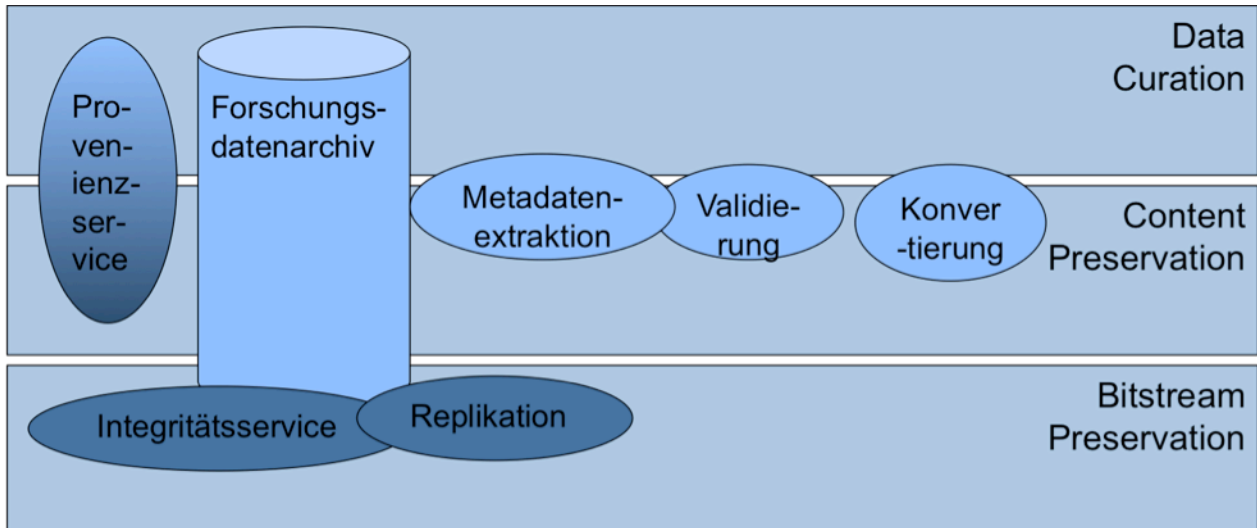 Data
Curation
Pro-
ven-
ienz-
ser-
vice
Forschungs-
datenarchiv
Metadaten-
extraktion
Validie-
rung
Konver
-tierung
Content
Preservation
Integritätsservice
Replikation
Bitstream
Preservation